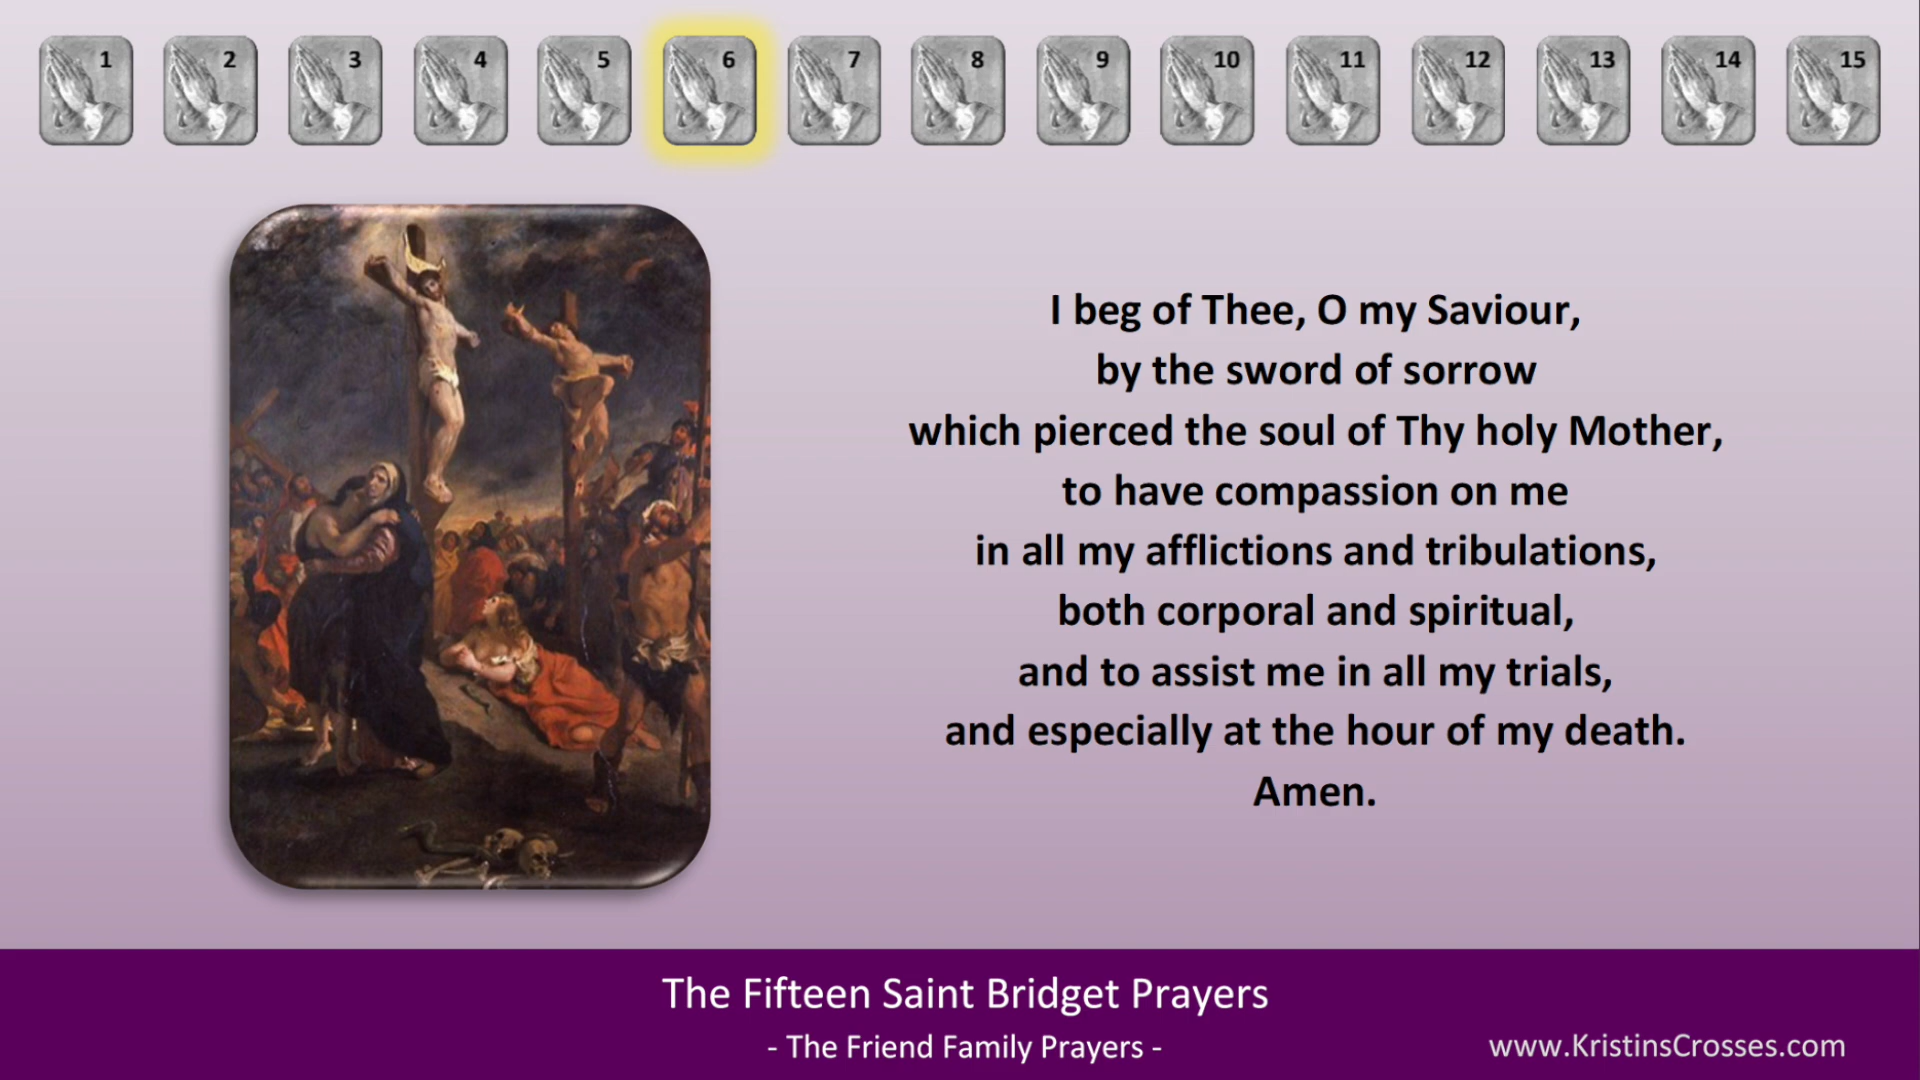 1 2 3 4 5 6 7 8 9 10 11 12 13 14 15
I beg of Thee, O my Saviour,
by the sword of sorrow
which pierced the soul of Thy holy Mother,
to have compassion on me
in all my afflictions and tribulations,
both corporal and spiritual,
and to assist me in all my trials,
and especially at the hour of my death.
Amen.
The Fifteen Saint Bridget Prayers
- The Friend Family Prayers -
www.KristinsCrosses.com